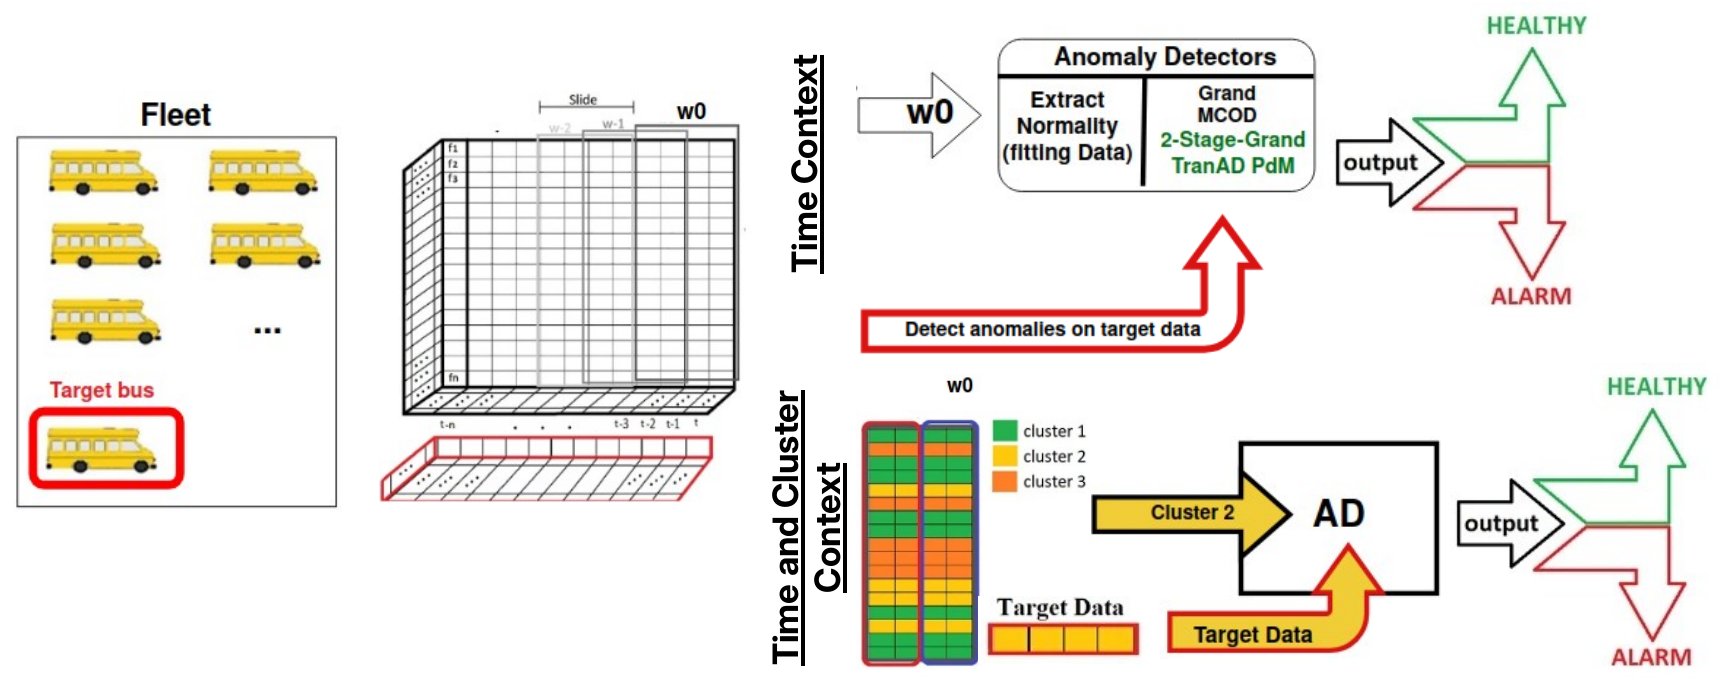 Fleet
...
Target bus
Slide
w-2
w-1
w0
f1
f2
f3
fn
t-n
. . .
t-3
t-2
t-1
t
Time Context
w0
Anomaly Detectors
Extract
Normality
(fitting Data)
Grand
MCOD
2-Stage-Grand
TranAD PdM
output
HEALTHY
ALARM
Detect anomalies on target data
Time and Cluster
Context
w0
cluster 1
cluster 2
cluster 3
Target Data
Cluster 2
AD
Target Data
output
HEALTHY
ALARM